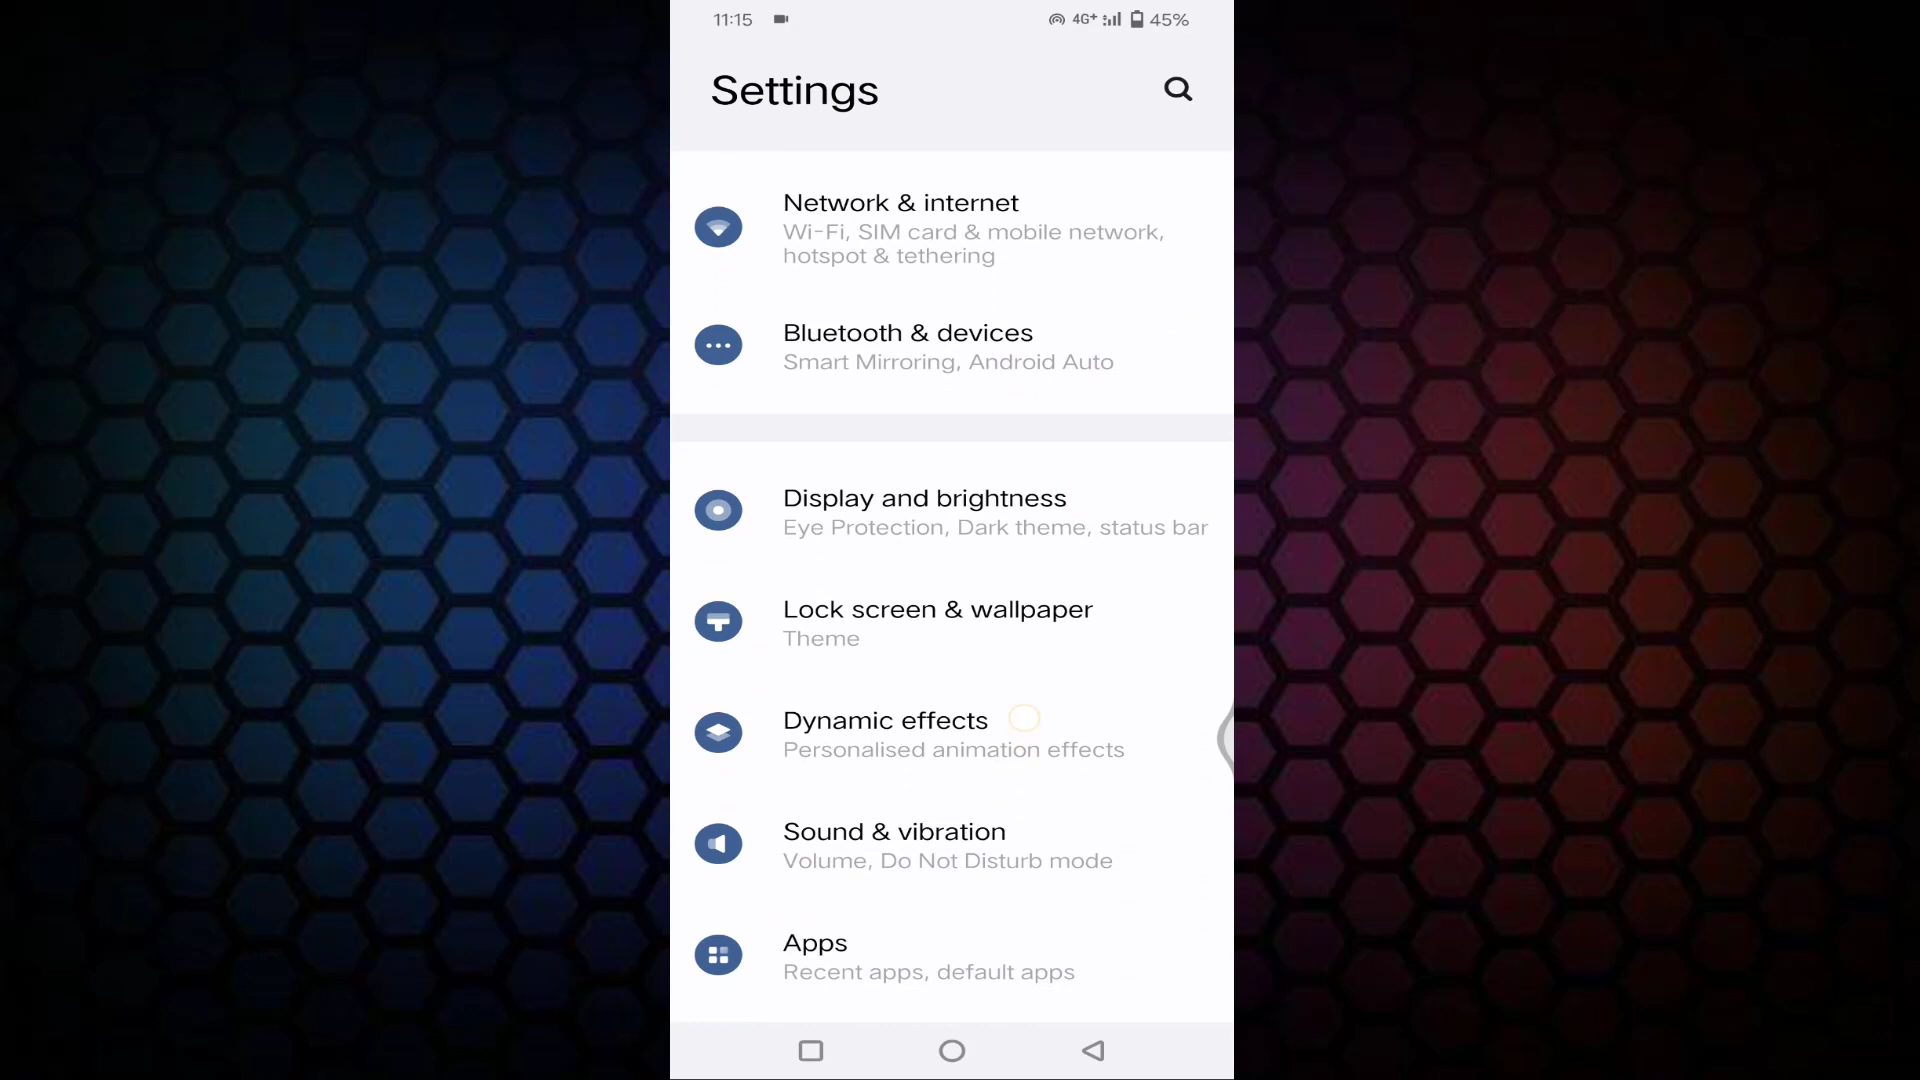 11:15 4G+ 45%
Settings
Network & internet
Wi-Fi, SIM card & mobile network,
hotspot & tethering
Bluetooth & devices
Smart Mirroring, Android Auto
Display and brightness
Eye Protection, Dark theme, status bar
Lock screen & wallpaper
Theme
Dynamic effects
Personalised animation effects
Sound & vibration
Volume, Do Not Disturb mode
Apps
Recent apps, default apps